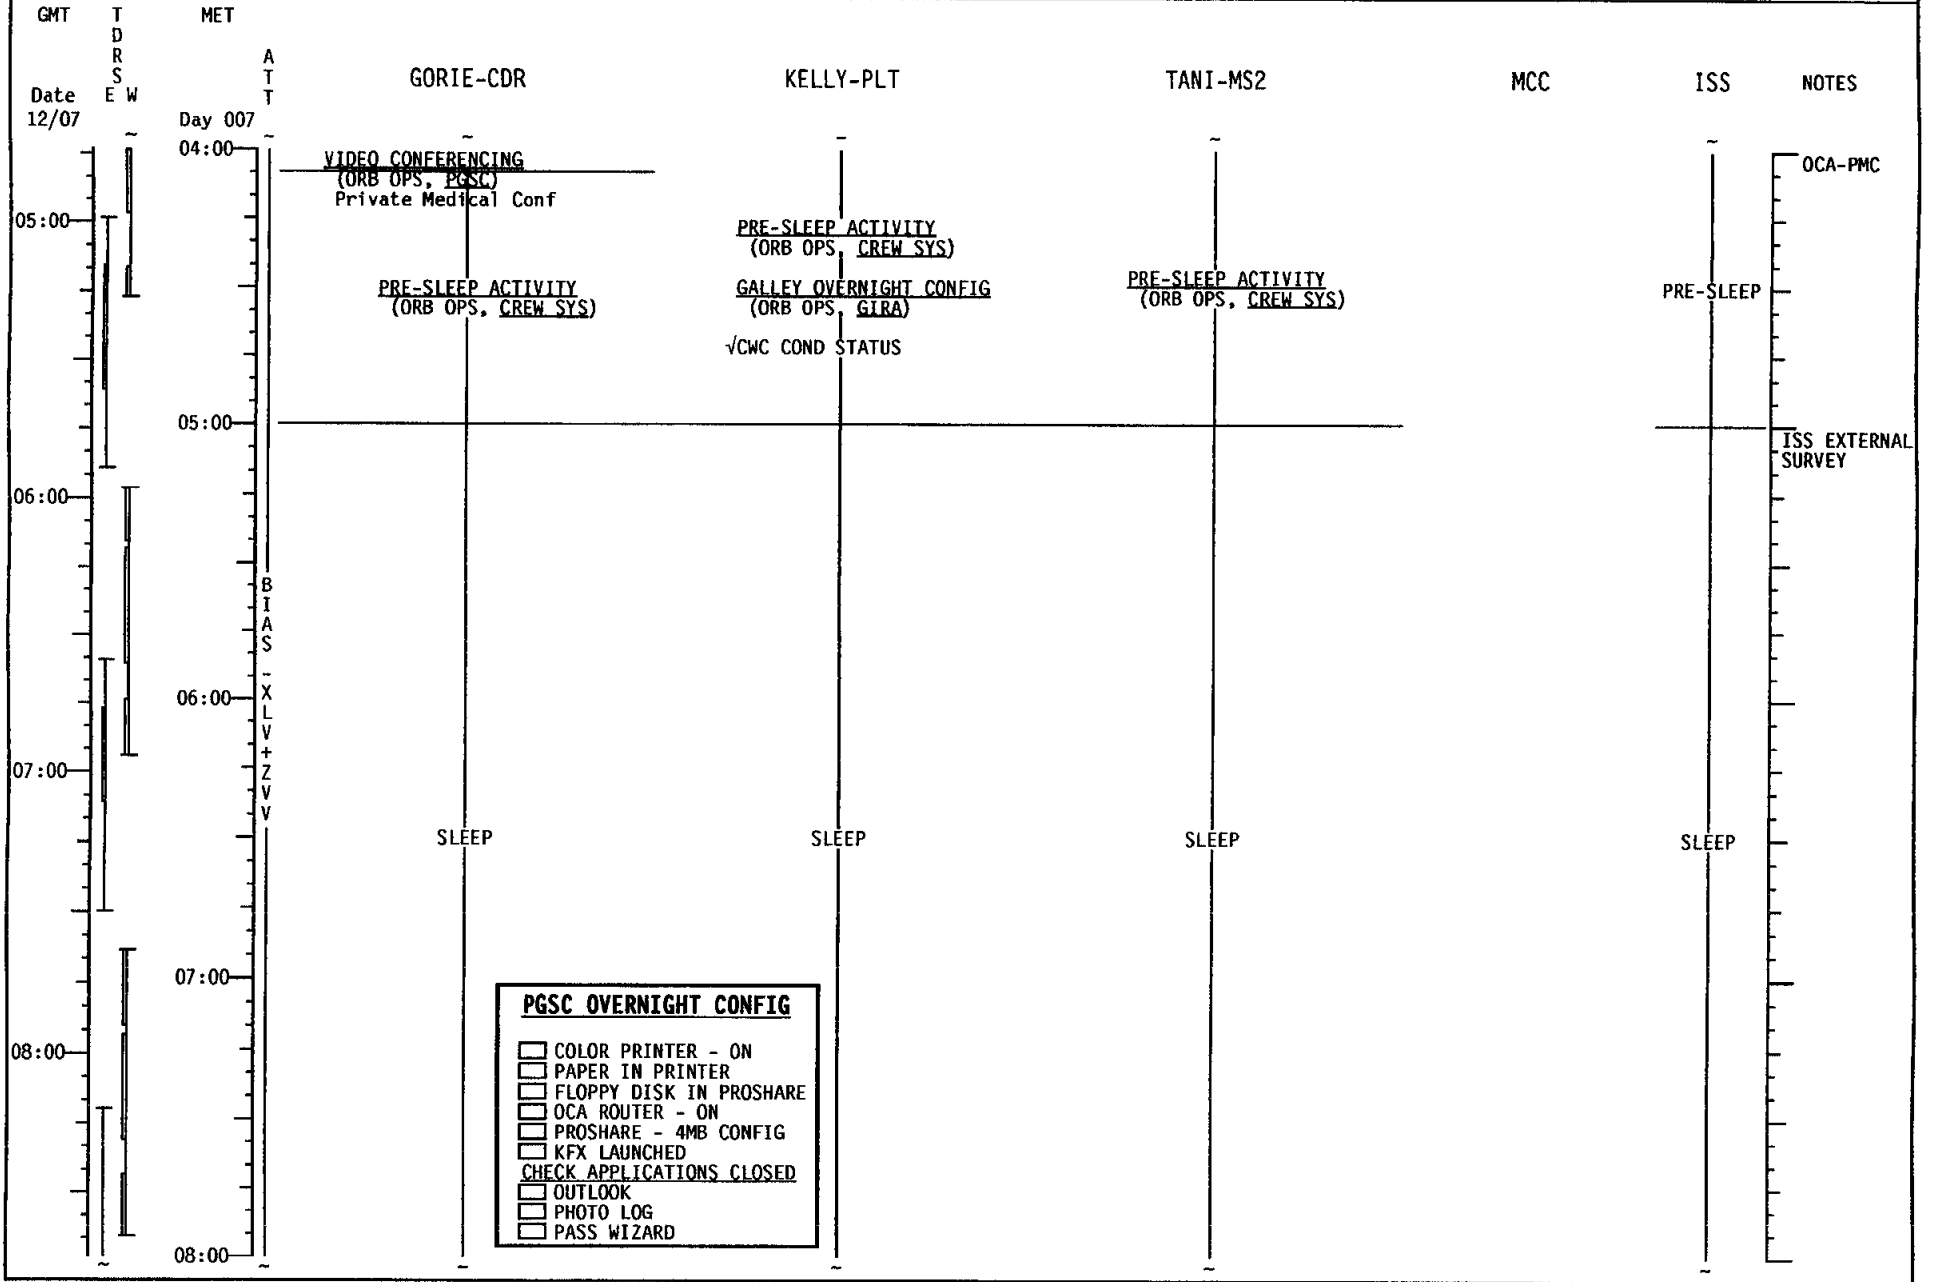 GMT
TDRSE
MET
ATT
GORIE-CDR
KELLY-PLT
TANI-MS2
MCC
ISS
NOTES
Date
E W
12/07
Day 007
~ ~ ~ ~ ~ ~
04:00
VIDEO CONFERENCING
(ORB OPS, PGSC)
Private Medical Conf
OCA-PMC
05:00
PRE-SLEEP ACTIVITY
(ORB OPS, CREW SYS)
PRE-SLEEP ACTIVITY
(ORB OPS, CREW SYS)
GALLEY OVERNIGHT CONFIG
(ORB OPS, GIRA)
√CWC COND STATUS
PRE-SLEEP ACTIVITY
(ORB OPS, CREW SYS)
PRE-SLEEP
05:00
ISS EXTERNAL
SURVEY
06:00
BIAS -XLV+ZVV
06:00
07:00
SLEEP
SLEEP
SLEEP
SLEEP
07:00
PGSC OVERNIGHT CONFIG
COLOR PRINTER - ON
PAPER IN PRINTER
FLOPPY DISK IN PROSHARE
OCA ROUTER - ON
PROSHARE - 4MB CONFIG
KFX LAUNCHED
CHECK APPLICATIONS CLOSED
OUTLOOK
PHOTO LOG
PASS WIZARD
08:00
08:00
~ ~ ~ ~ ~ ~